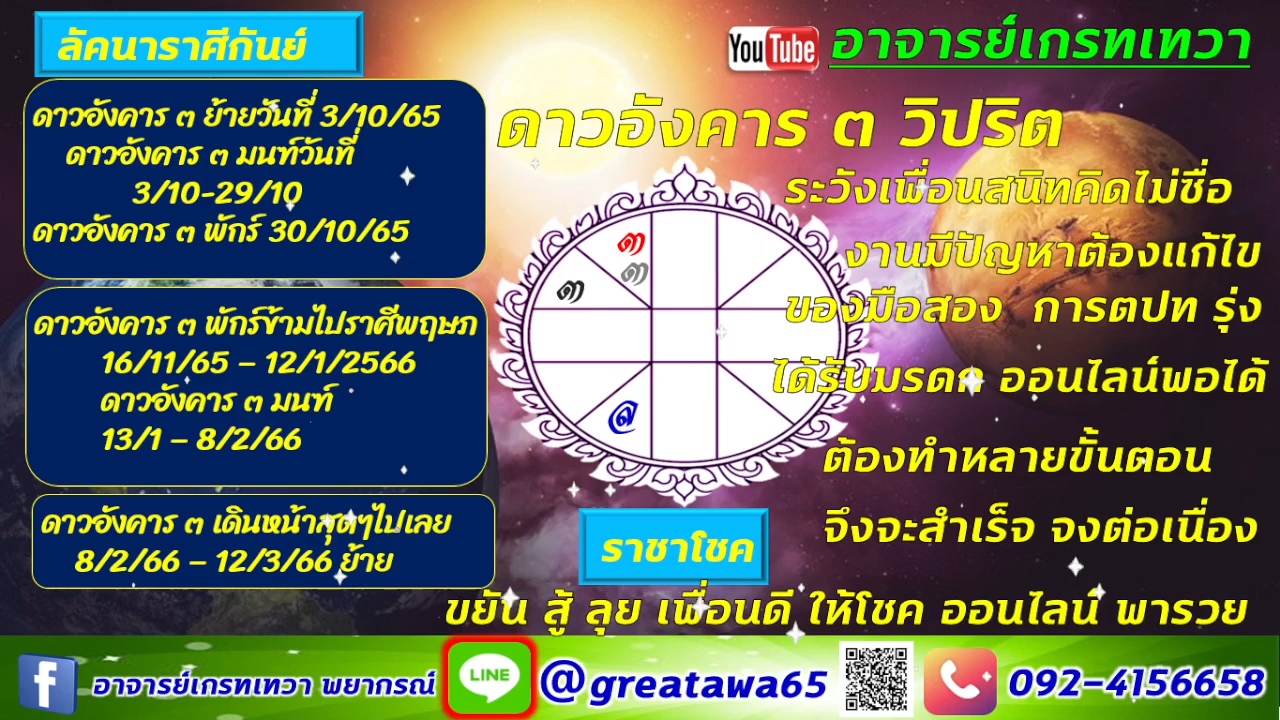 ลัคนาราศีกันย์
YouTube อาจารย์เกรทเทวา
ดาวอังคาร ๓ ย้ายวันที่ 3/10/65
ดาวอังคาร ๓ มนท์วันที่
3/10-29/10
ดาวอังคาร ๓ พักร์ 30/10/65
ดาวอังคาร ๓ พักร์ข้ามไปราศีพฤษภ
16/11/65 – 12/1/2566
ดาวอังคาร ๓ มนฑ์
13/1 – 8/2/66
ดาวอังคาร ๓ เดินหน้าสุดๆไปเลย
8/2/66 – 12/3/66 ย้าย
ดาวอังคาร ๓ วิปริต
๓
๓
๓
ล
ระวังเพื่อนสนิทคิดไม่ซื่อ
งานมีปัญหาต้องแก้ไข
ของมือสอง การตปท รุ่ง
ได้รับมรดก ออนไลน์พอได้
ต้องทำหลายขั้นตอน
จึงจะสำเร็จ จงต่อเนื่อง
ราชาโชค
ขยัน สู้ ลุย เพื่อนดี ให้โชค ออนไลน์ พารวย
f อาจารย์เกรทเทวา พยากรณ์ LINE @greatawa65 092-4156658